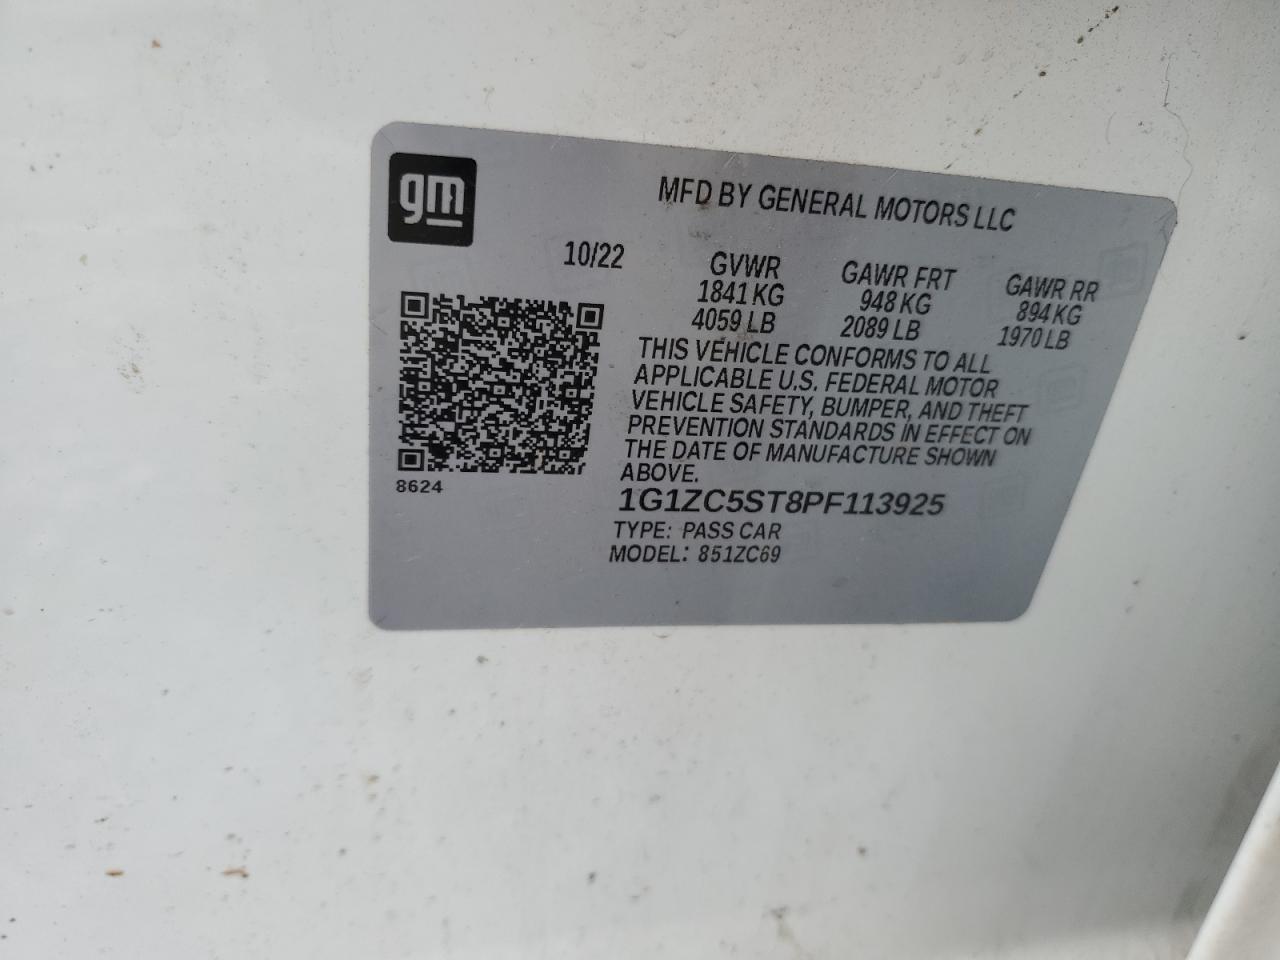 gm
MFD BY GENERAL MOTORS LLC
10/22
GVWR GAWR FRT GAWR RR
1841 KG 948 KG 894 KG
4059 LB 2089 LB 1970 LB
THIS VEHICLE CONFORMS TO ALL
APPLICABLE U.S. FEDERAL MOTOR
VEHICLE SAFETY, BUMPER, AND THEFT
PREVENTION STANDARDS IN EFFECT ON
THE DATE OF MANUFACTURE SHOWN
ABOVE.
8624
1G1ZC5ST8PF113925
TYPE: PASS CAR
MODEL: 851ZC69